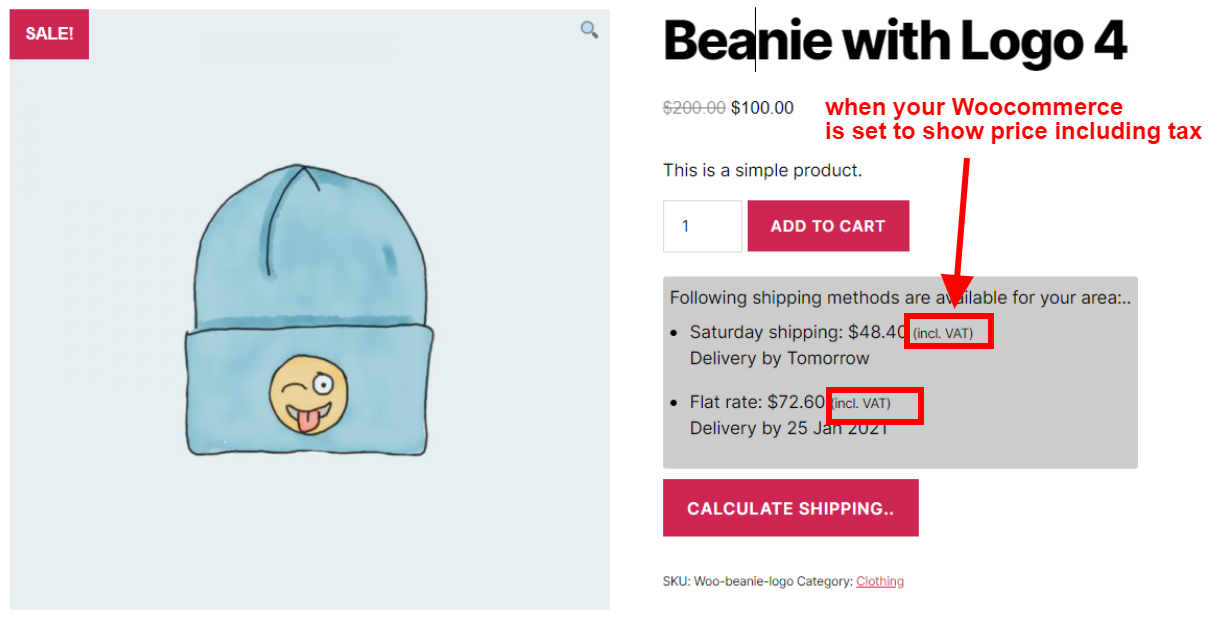 SALE!
Beanie with Logo 4
$200.00 $100.00
when your Woocommerce
is set to show price including tax
This is a simple product.
1
ADD TO CART
Following shipping methods are available for your area:..
Saturday shipping: $48.40 (incl. VAT)
Delivery by Tomorrow
Flat rate: $72.60 (incl. VAT)
Delivery by 25 Jan 2021
CALCULATE SHIPPING..
SKU: Woo-beanie-logo Category: Clothing